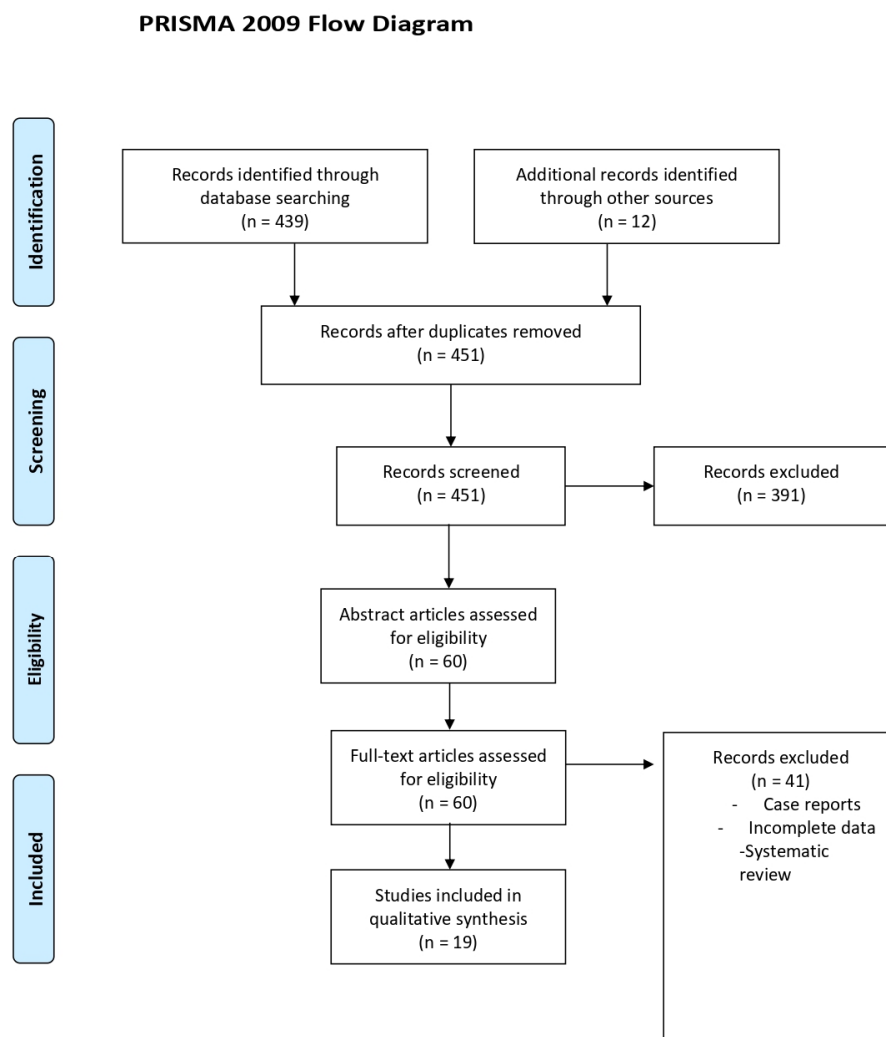 PRISMA 2009 Flow Diagram
Identification
Records identified through
database searching
(n = 439)
Additional records identified
through other sources
(n = 12)
Records after duplicates removed
(n = 451)
Screening
Records screened
(n = 451)
Records excluded
(n = 391)
Eligibility
Abstract articles assessed
for eligibility
(n = 60)
Full-text articles assessed
for eligibility
(n = 60)
Records excluded
(n = 41)
- Case reports
- Incomplete data
-Systematic
review
Included
Studies included in
qualitative synthesis
(n = 19)